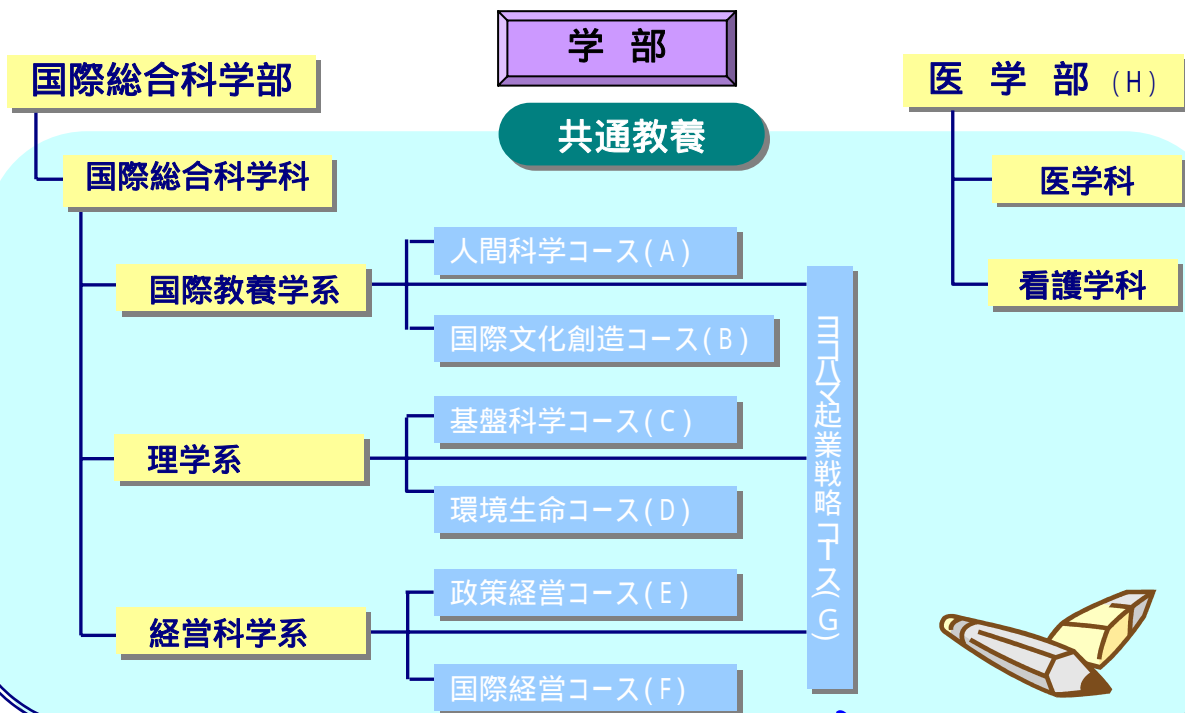 学 部
国際総合科学部
医 学 部 (H)
共通教養
国際総合科学科
医学科
人間科学コース(A)
国際教養学系
看護学科
国際文化創造コース(B)
ヨコハマ起業戦略コース(G)
基盤科学コース(C)
理学系
環境生命コース(D)
政策経営コース(E)
経営科学系
国際経営コース(F)